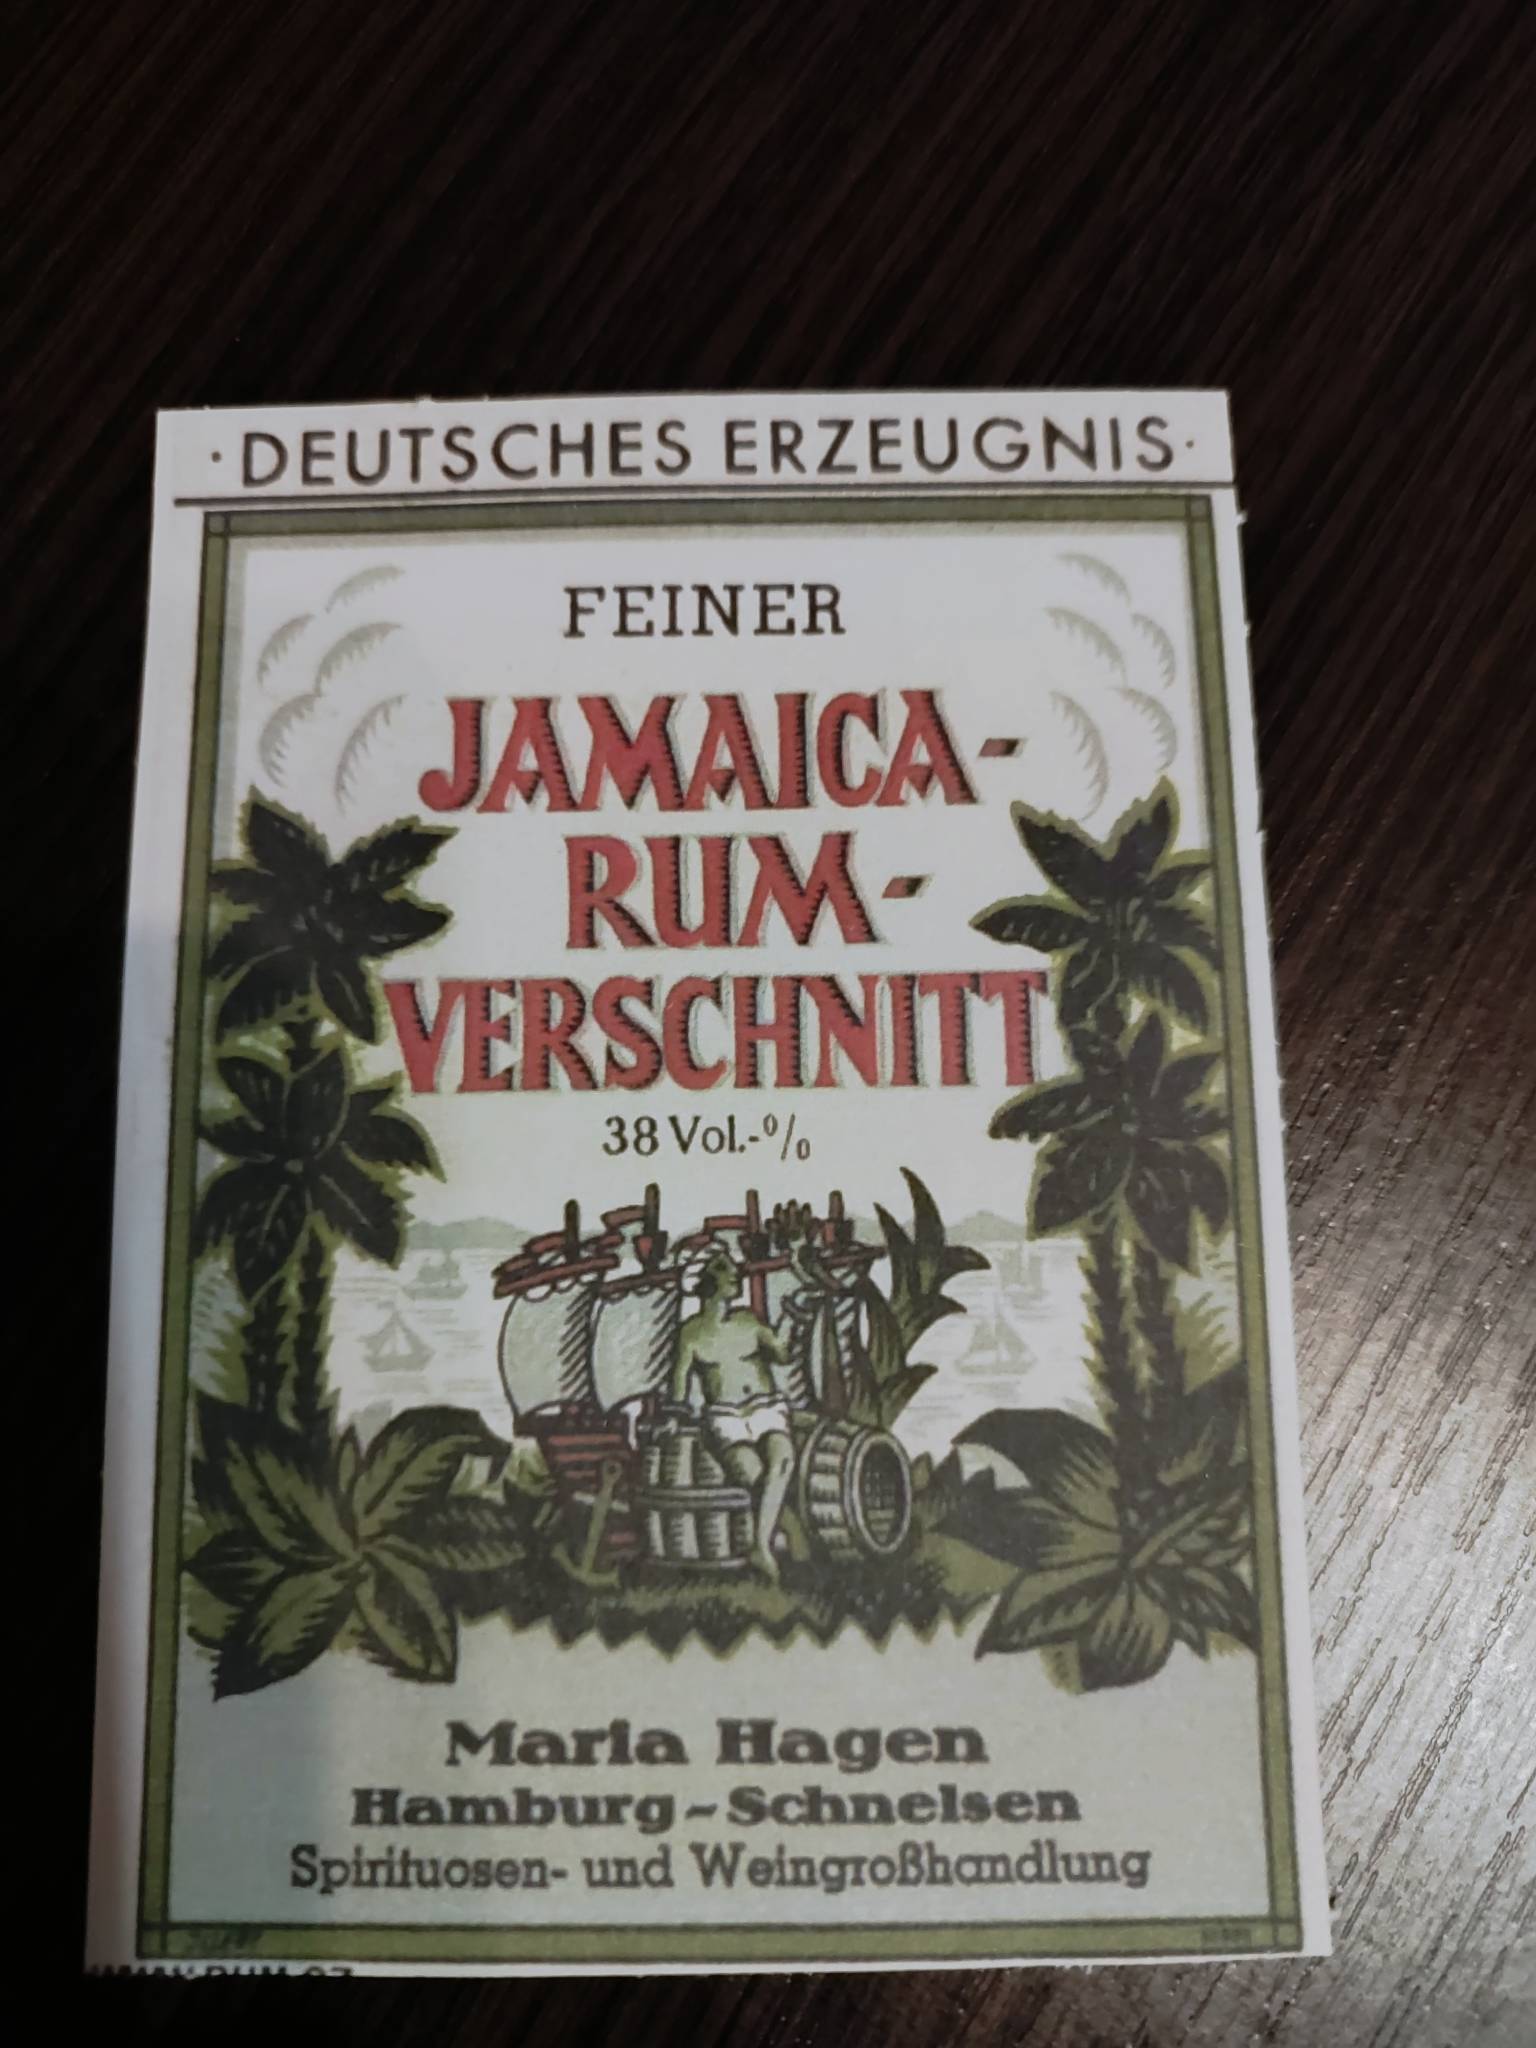 · DEUTSCHES ERZEUGNIS ·
FEINER
JAMAICA-
RUM-
VERSCHNITT
38 Vol.-%
Maria Hagen
Hamburg-Schnelsen
Spirituosen- und Weingroßhandlung